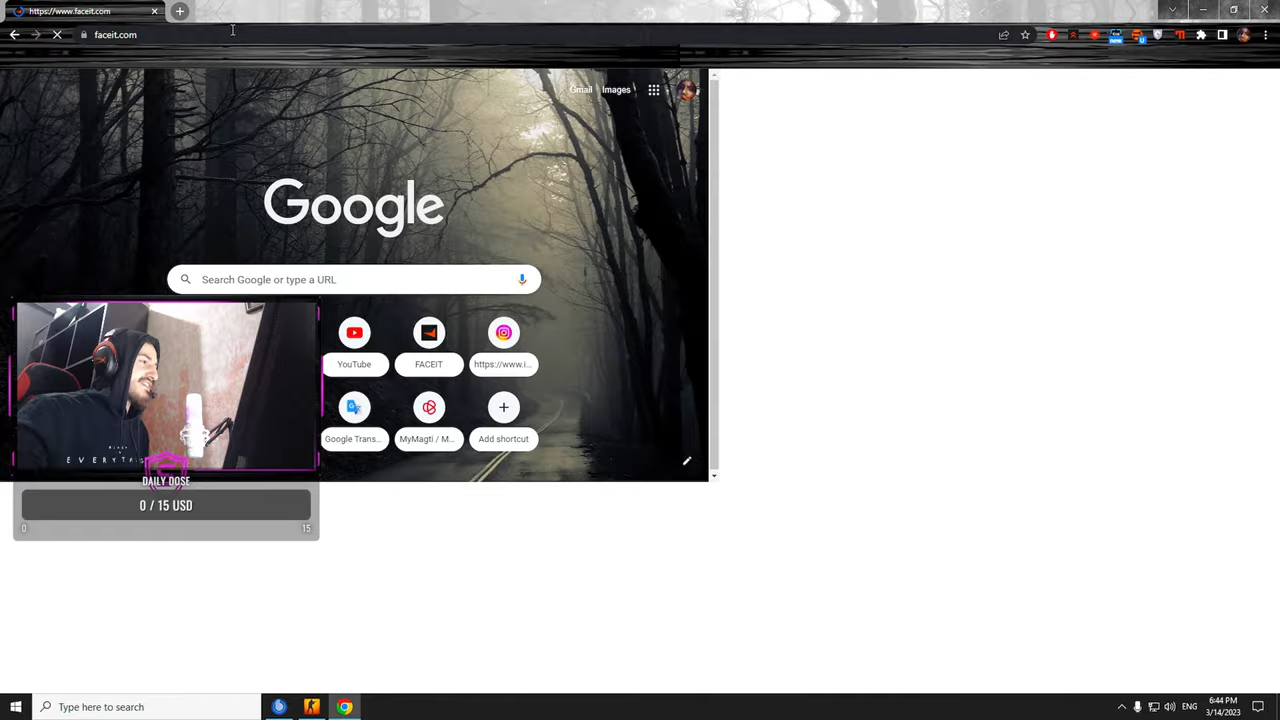 https://www.faceit.com
faceit.com
new
Gmail
Images
Google
Search Google or type a URL
YouTube
FACEIT
https://www.i...
Google Trans...
MyMagti / M...
Add shortcut
EVERYTHI
DAILY DOSE
0 / 15 USD
0
15
Type here to search
ENG
6:44 PM
3/14/2023